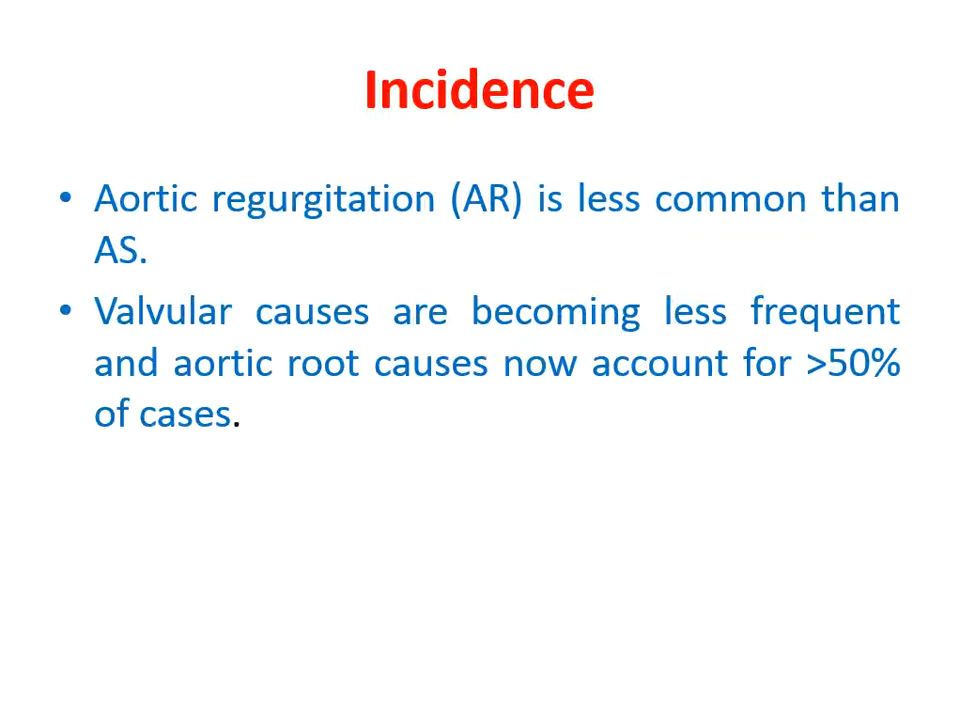 Incidence
• Aortic regurgitation (AR) is less common than
AS.
• Valvular causes are becoming less frequent
and aortic root causes now account for >50%
of cases.